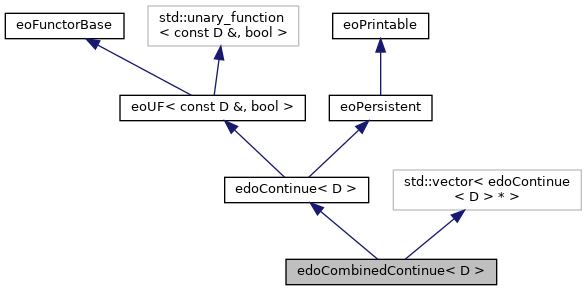 eoFunctorBase
std::unary_function
< const D &, bool >
eoPrintable
eoUF< const D &, bool >
eoPersistent
edoContinue< D >
std::vector< edoContinue
< D > * >
edoCombinedContinue< D >